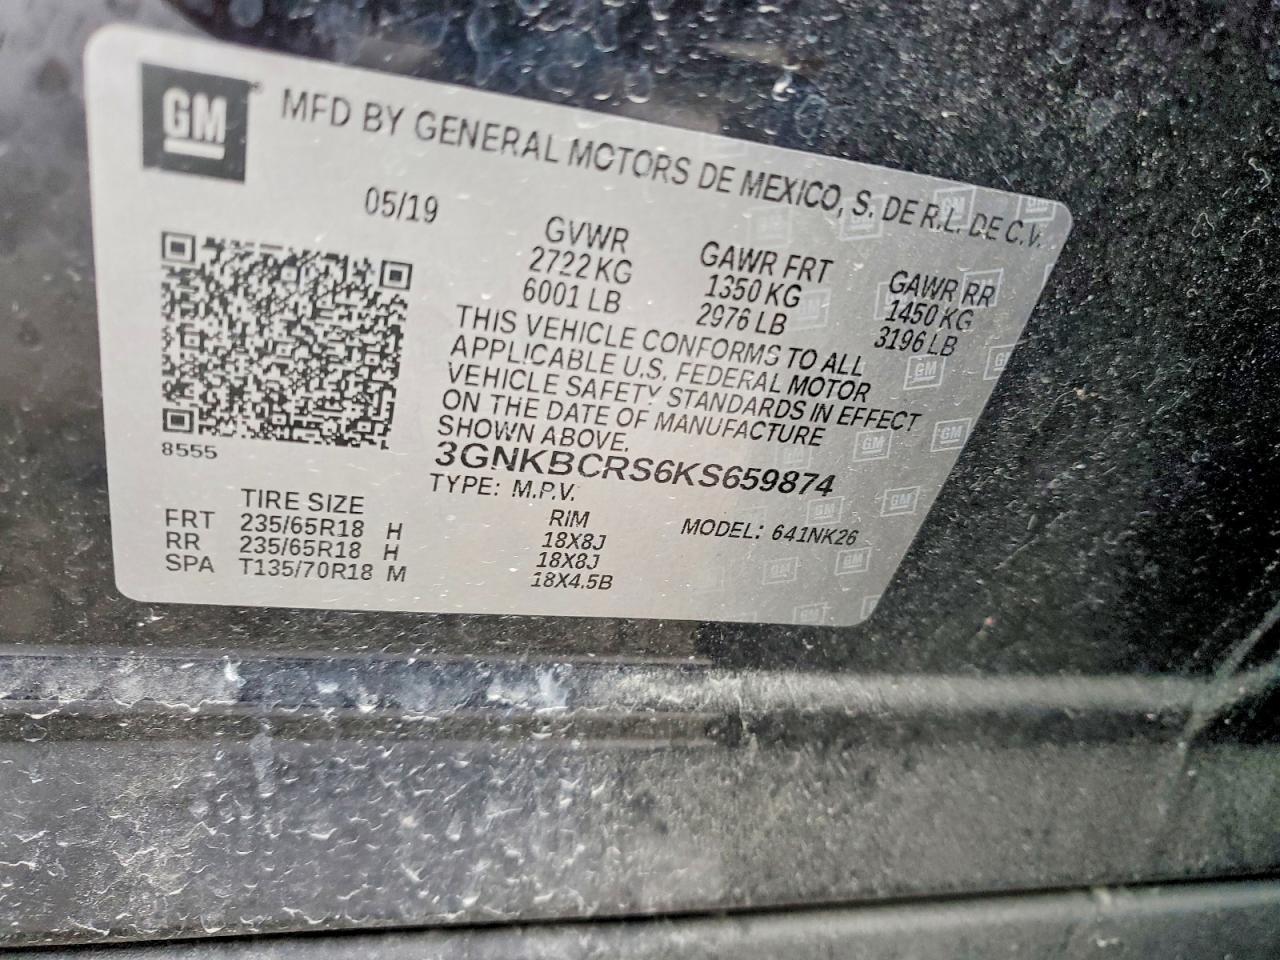 GM
MFD BY GENERAL MOTORS DE MEXICO, S. DE R.L. DE C.V.
05/19
GVWR GAWR FRT GAWR RR
2722 KG 1350 KG 1450 KG
6001 LB 2976 LB 3196 LB
THIS VEHICLE CONFORMS TO ALL
APPLICABLE U.S. FEDERAL MOTOR
VEHICLE SAFETY STANDARDS IN EFFECT
ON THE DATE OF MANUFACTURE
SHOWN ABOVE.
8555
3GNKBCRS6KS659874
TYPE: M.P.V. MODEL: 641NK26
TIRE SIZE RIM
FRT 235/65R18 H 18X8J
RR 235/65R18 H 18X8J
SPA T135/70R18 M 18X4.5B